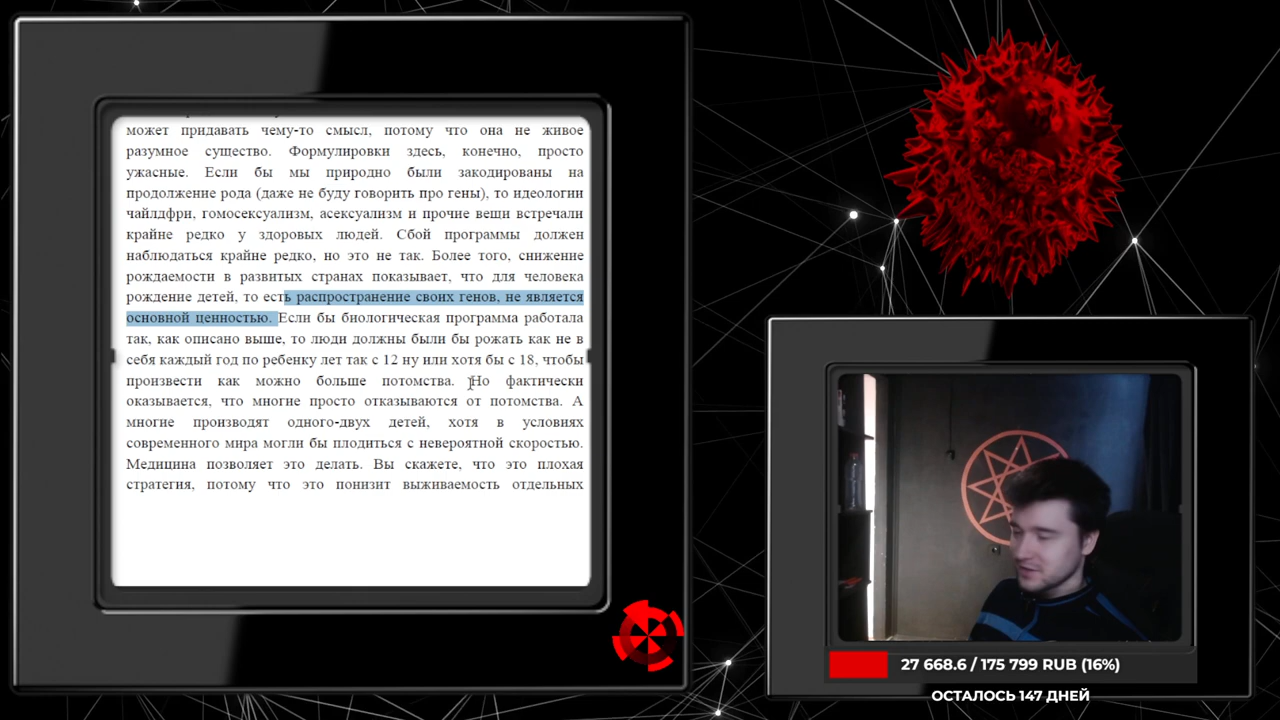 может придавать чему-то смысл, потому что она не живое
разумное существо. Формулировки здесь, конечно, просто
ужасные. Если бы мы природно были закодированы на
продолжение рода (даже не буду говорить про гены), то идеологии
чайлдфри, гомосексуализм, асексуализм и прочие вещи встречали
крайне редко у здоровых людей. Сбой программы должен
наблюдаться крайне редко, но это не так. Более того, снижение
рождаемости в развитых странах показывает, что для человека
рождение детей, то есть распространение своих генов, не является
основной ценностью. Если бы биологическая программа работала
так, как описано выше, то люди должны были бы рожать как не в
себя каждый год по ребенку лет так с 12 ну или хотя бы с 18, чтобы
произвести как можно больше потомства. Но фактически
оказывается, что многие просто отказываются от потомства. А
многие производят одного-двух детей, хотя в условиях
современного мира могли бы плодиться с невероятной скоростью.
Медицина позволяет это делать. Вы скажете, что это плохая
стратегия, потому что это понизит выживаемость отдельных
27 668.6 / 175 799 RUB (16%)
ОСТАЛОСЬ 147 ДНЕЙ